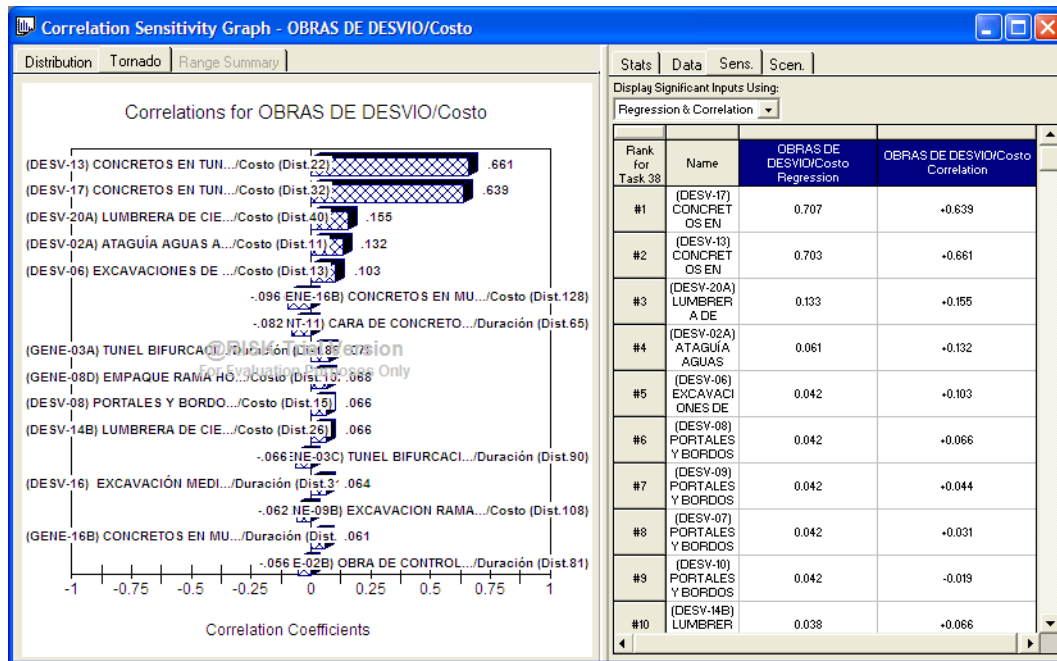 Correlation Sensitivity Graph - OBRAS DE DESVIO/Costo
Distribution Tornado Range Summary
Correlations for OBRAS DE DESVIO/Costo
(DESV-13) CONCRETOS EN TUN.../Costo (Dist.22) .661
(DESV-17) CONCRETOS EN TUN.../Costo (Dist.32) .639
(DESV-20A) LUMBRERA DE CIE.../Costo (Dist.40) .155
(DESV-02A) ATAGUÍA AGUAS A.../Costo (Dist.11) .132
(DESV-06) EXCAVACIONES DE .../Costo (Dist.13) .103
-.096 ENE-16B) CONCRETOS EN MU.../Costo (Dist.128)
-.082 NT-11) CARA DE CONCRETO.../Duración (Dist.65)
(GENE-03A) TUNEL BIFURCACI.../Duración (Dist.8
@RISK Trial Version
For Evaluation Purposes Only
(GENE-08D) EMPAQUE RAMA HO.../Costo (Dist.10 .068
(DESV-08) PORTALES Y BORDO.../Costo (Dist.15) .066
(DESV-14B) LUMBRERA DE CIE.../Costo (Dist.26) .066
-.066 ENE-03C) TUNEL BIFURCACI.../Duración (Dist.90)
(DESV-16) EXCAVACIÓN MEDI.../Duración (Dist.3 .064
-.062 NE-09B) EXCAVACION RAMA.../Costo (Dist.108)
(GENE-16B) CONCRETOS EN MU.../Duración (Dist. .061
-.056 E-02B) OBRA DE CONTROL.../Duración (Dist.81)
-1 -0.75 -0.5 -0.25 0 0.25 0.5 0.75 1
Correlation Coefficients
Stats Data Sens. Scen.
Display Significant Inputs Using:
Regression & Correlation
Rank for Task 38 Name OBRAS DE DESVIO/Costo Regression OBRAS DE DESVIO/Costo Correlation
#1 (DESV-17) CONCRET OS EN 0.707 +0.639
#2 (DESV-13) CONCRET OS EN 0.703 +0.661
#3 (DESV-20A) LUMBRER A DE 0.133 +0.155
#4 (DESV-02A) ATAGUÍA AGUAS 0.061 +0.132
#5 (DESV-06) EXCAVACI ONES DE 0.042 +0.103
#6 (DESV-08) PORTALES Y BORDOS 0.042 +0.066
#7 (DESV-09) PORTALES Y BORDOS 0.042 +0.044
#8 (DESV-07) PORTALES Y BORDOS 0.042 +0.031
#9 (DESV-10) PORTALES Y BORDOS 0.042 -0.019
#10 (DESV-14B) LUMBRER 0.038 +0.066